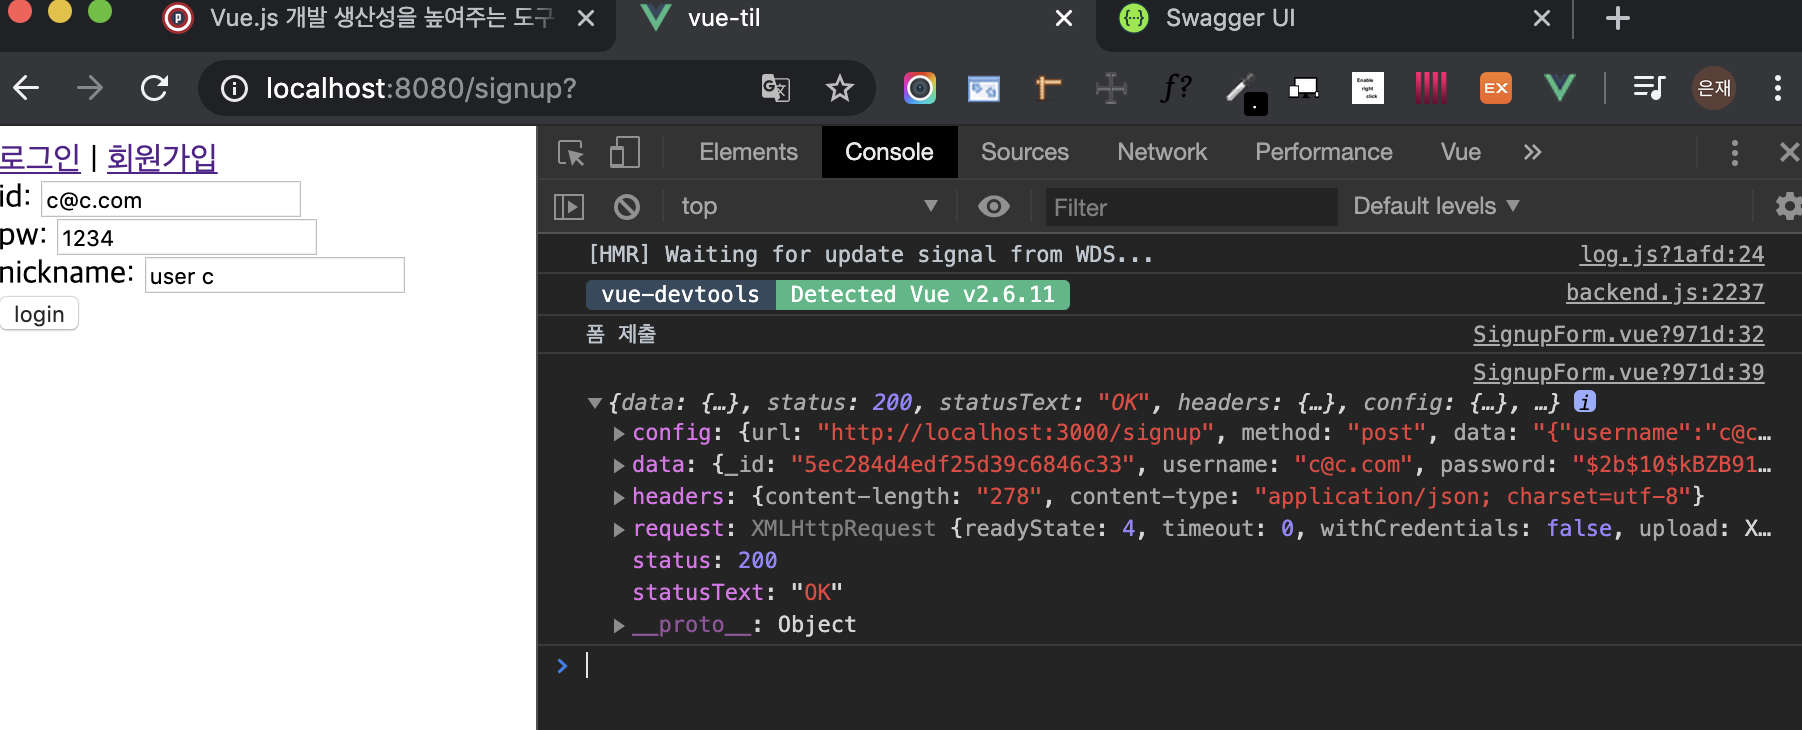 Vue.js 개발 생산성을 높여주는 도구
vue-til
Swagger UI
localhost:8080/signup?
f?
Enable
right
click
EX
은재
로그인 | 회원가입
id: c@c.com
pw: 1234
nickname: user c
login
Elements Console Sources Network Performance Vue »
top ▼ Filter Default levels ▼
[HMR] Waiting for update signal from WDS... log.js?1afd:24
vue-devtools Detected Vue v2.6.11 backend.js:2237
폼 제출 SignupForm.vue?971d:32
SignupForm.vue?971d:39
▼{data: {…}, status: 200, statusText: "OK", headers: {…}, config: {…}, …} i
▶config: {url: "http://localhost:3000/signup", method: "post", data: "{"username":"c@c…
▶data: {_id: "5ec284d4edf25d39c6846c33", username: "c@c.com", password: "$2b$10$kBZB91…
▶headers: {content-length: "278", content-type: "application/json; charset=utf-8"}
▶request: XMLHttpRequest {readyState: 4, timeout: 0, withCredentials: false, upload: X…
status: 200
statusText: "OK"
▶__proto__: Object
>